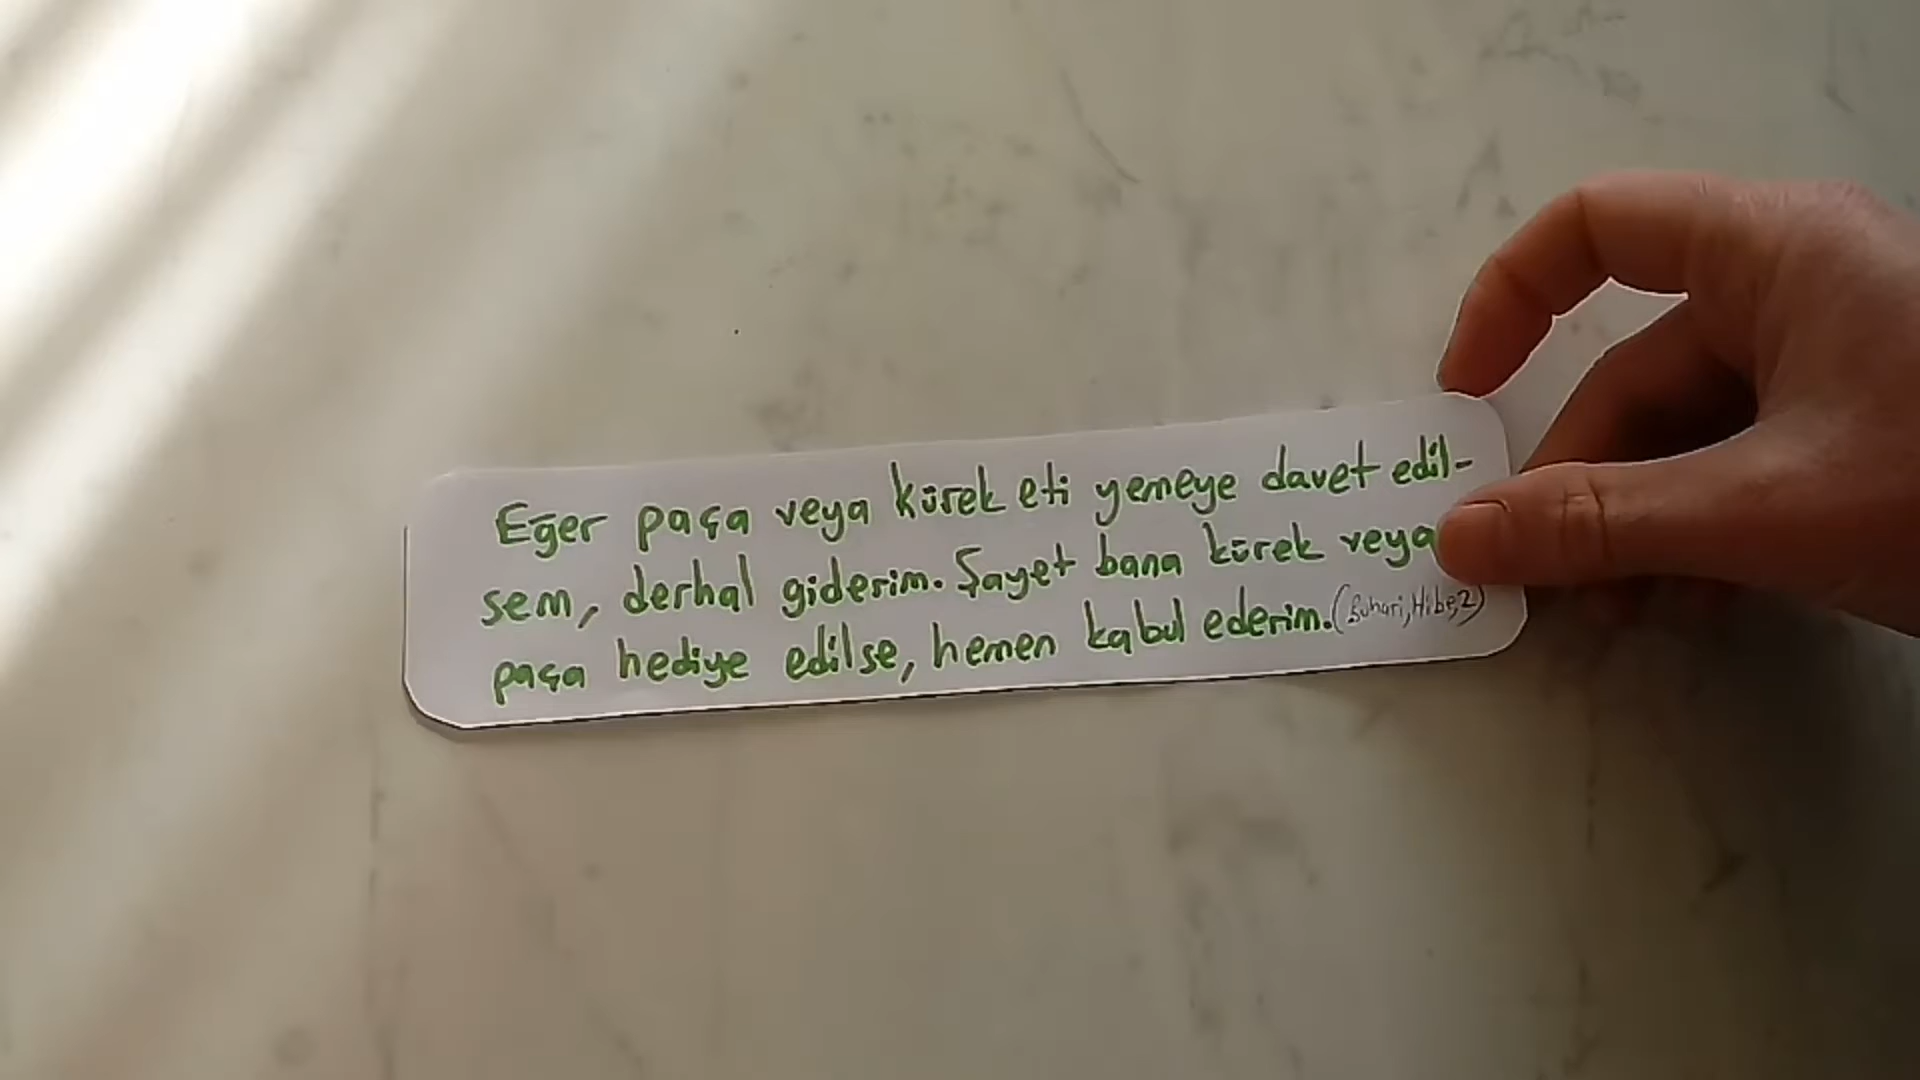 Eğer paça veya kürek eti yemeye davet edil-
sem, derhal giderim. Şayet bana kürek veya
paça hediye edilse, hemen kabul ederim. (Buhari, Hibe, 2)